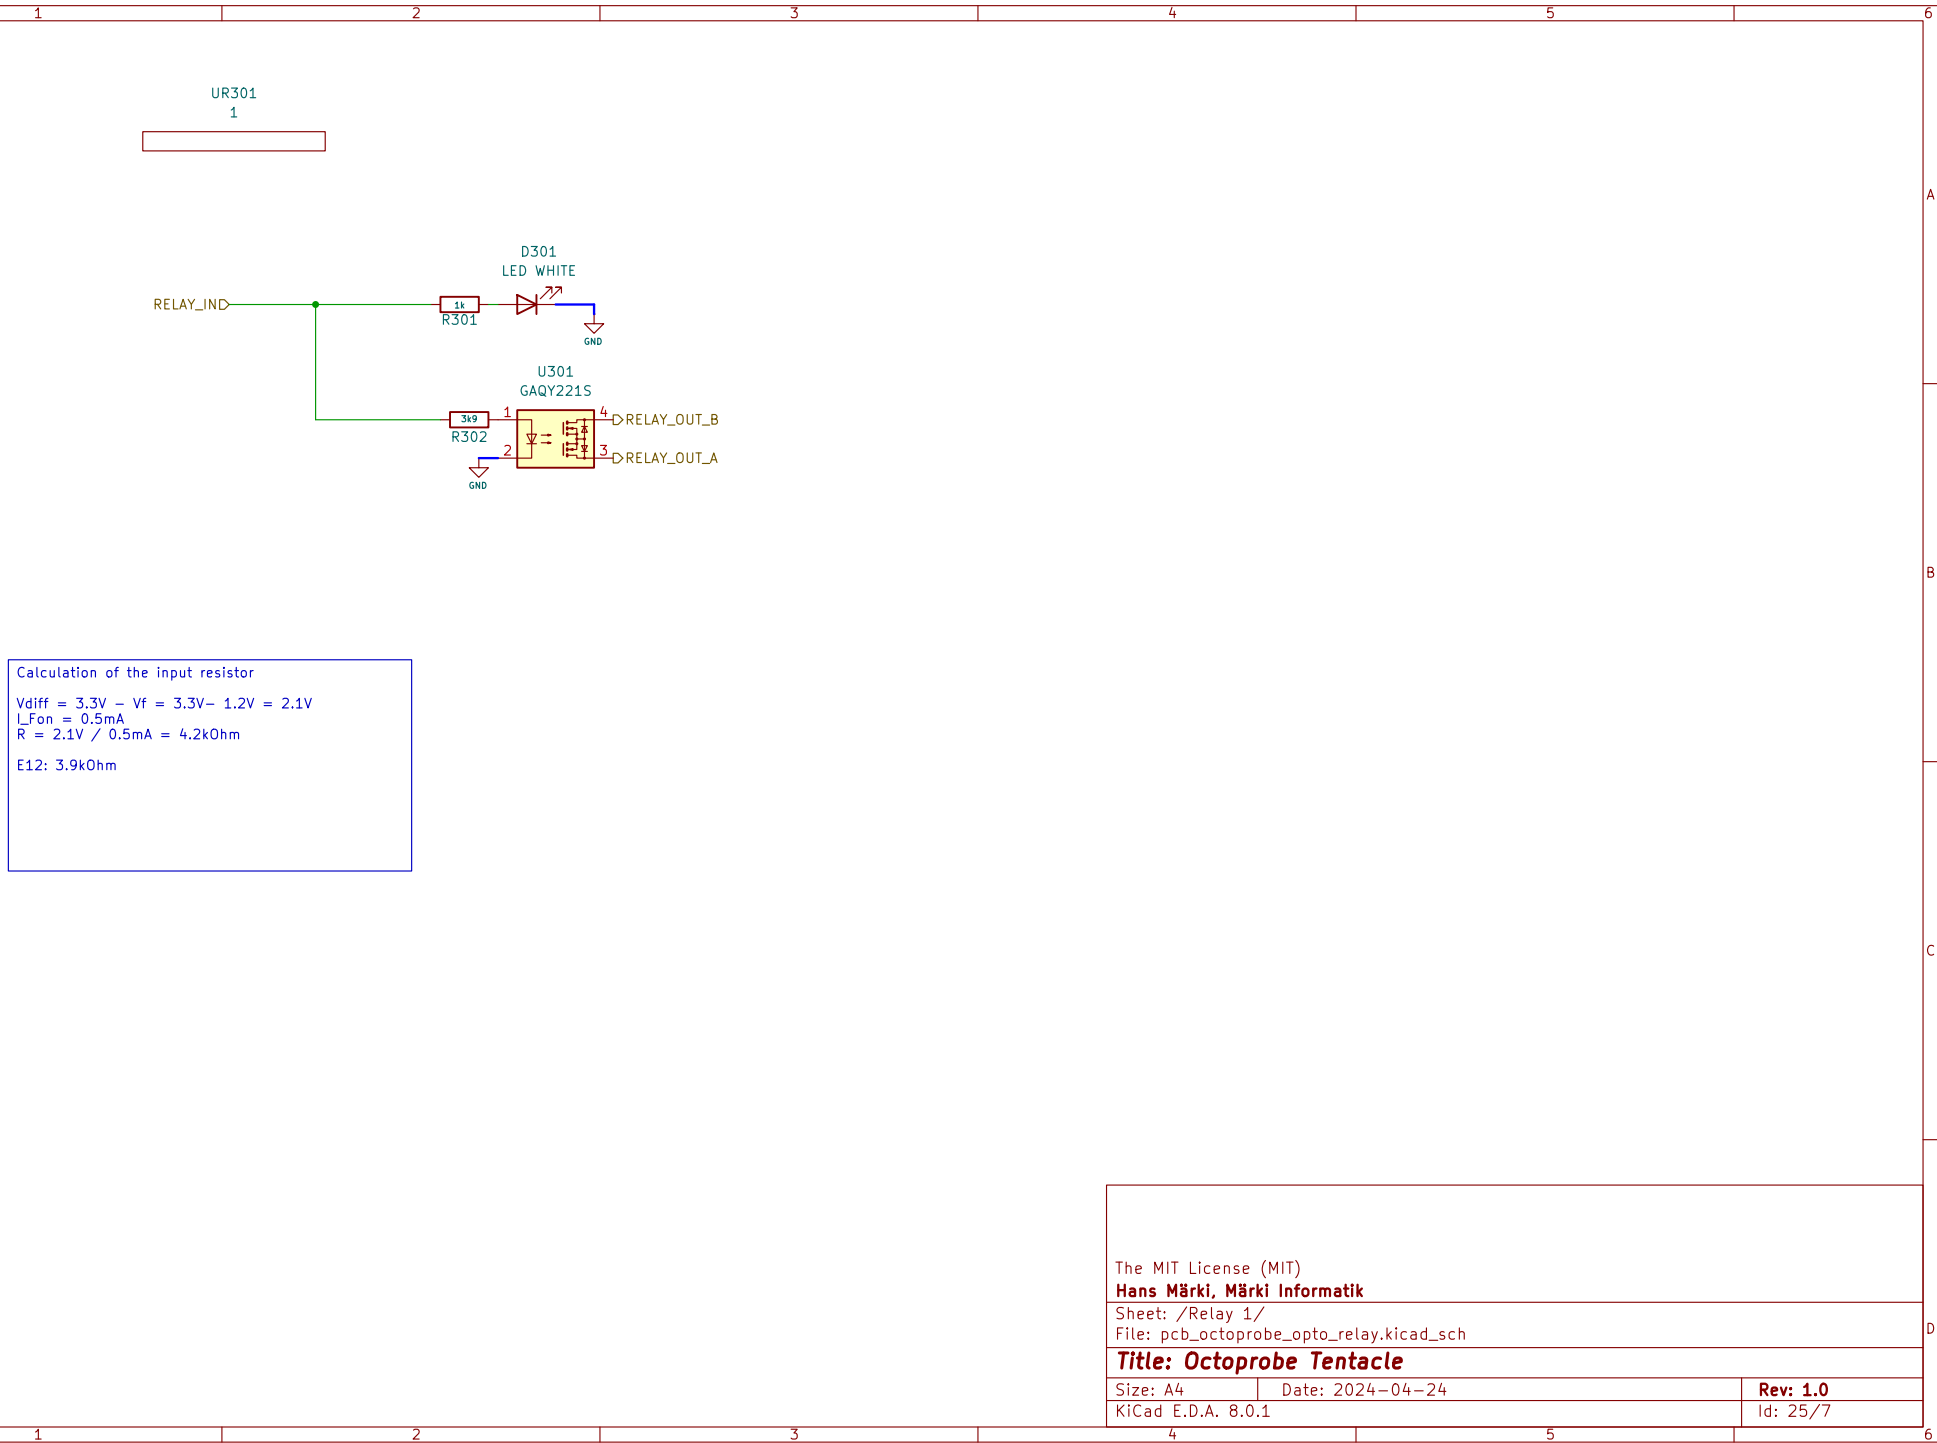 1 2 3 4 5 6
UR301
1
A
D301
LED WHITE
RELAY_IN
1k
R301
GND
U301
GAQY221S
3k9
1
4
RELAY_OUT_B
R302
2
3
RELAY_OUT_A
GND
B
Calculation of the input resistor
Vdiff = 3.3V - Vf = 3.3V- 1.2V = 2.1V
I_Fon = 0.5mA
R = 2.1V / 0.5mA = 4.2kOhm
E12: 3.9kOhm
C
The MIT License (MIT)
Hans Märki, Märki Informatik
Sheet: /Relay 1/
File: pcb_octoprobe_opto_relay.kicad_sch
D
Title: Octoprobe Tentacle
Size: A4 Date: 2024-04-24 Rev: 1.0
KiCad E.D.A. 8.0.1 Id: 25/7
1 2 3 4 5 6